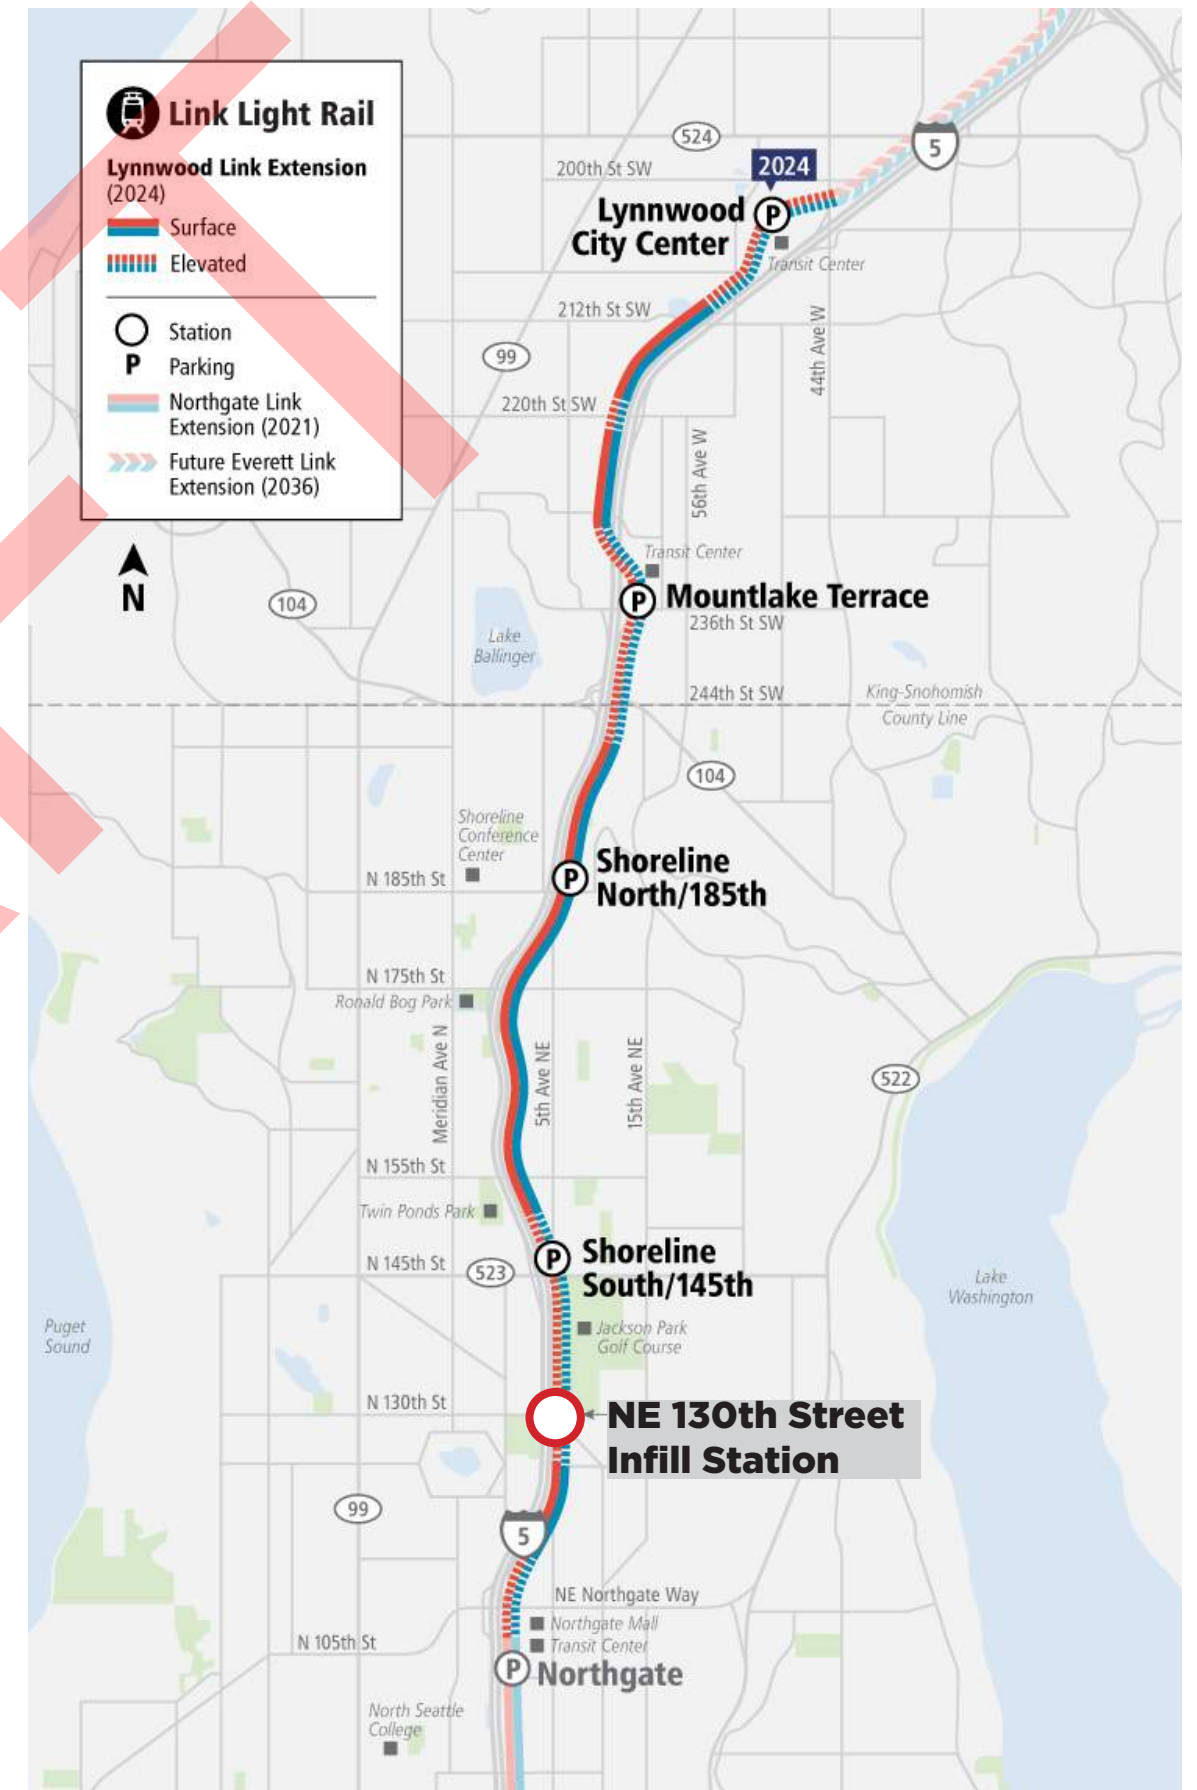 Link Light Rail
Lynnwood Link Extension
(2024)
Surface
Elevated
Station
P
Parking
Northgate Link
Extension (2021)
Future Everett Link
Extension (2036)
N
524
5
200th St SW
2024
Lynnwood
City Center
P
Transit Center
212th St SW
99
44th Ave W
220th St SW
56th Ave W
Transit Center
P
Mountlake Terrace
236th St SW
104
Lake
Ballinger
244th St SW
King-Snohomish
County Line
104
Shoreline
Conference
Center
N 185th St
P
Shoreline
North/185th
N 175th St
Ronald Bog Park
Meridian Ave N
5th Ave NE
15th Ave NE
522
N 155th St
Twin Ponds Park
N 145th St
523
P
Shoreline
South/145th
Lake
Washington
Puget
Sound
Jackson Park
Golf Course
N 130th St
NE 130th Street
Infill Station
99
5
NE Northgate Way
Northgate Mall
Transit Center
N 105th St
P
Northgate
North Seattle
College